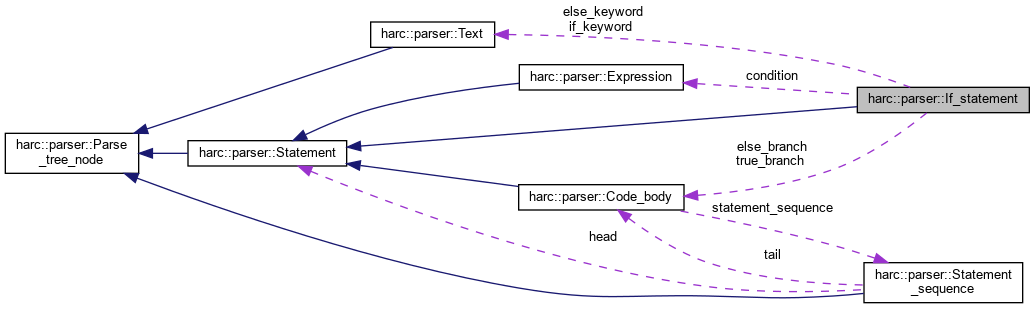 else_keyword
if_keyword
harc::parser::Text
harc::parser::Expression
condition
harc::parser::If_statement
harc::parser::Parse
_tree_node
harc::parser::Statement
else_branch
true_branch
harc::parser::Code_body
statement_sequence
head
tail
harc::parser::Statement
_sequence